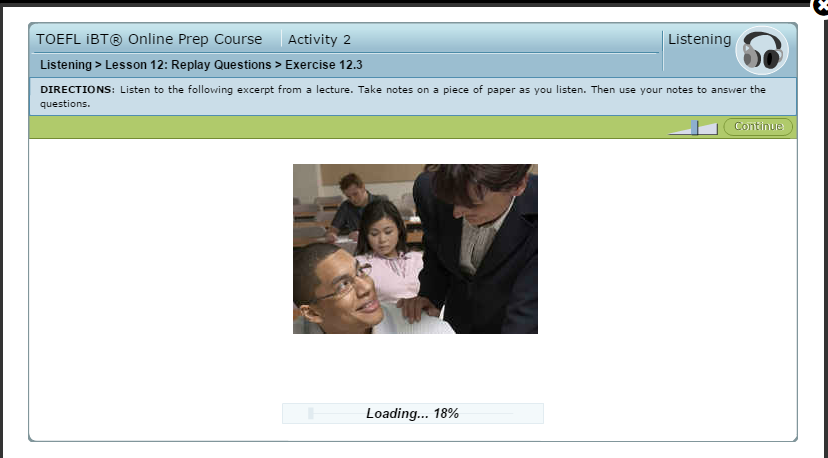 TOEFL iBT® Online Prep Course Activity 2 Listening
Listening > Lesson 12: Replay Questions > Exercise 12.3
DIRECTIONS: Listen to the following excerpt from a lecture. Take notes on a piece of paper as you listen. Then use your notes to answer the
questions.
Continue
Loading... 18%